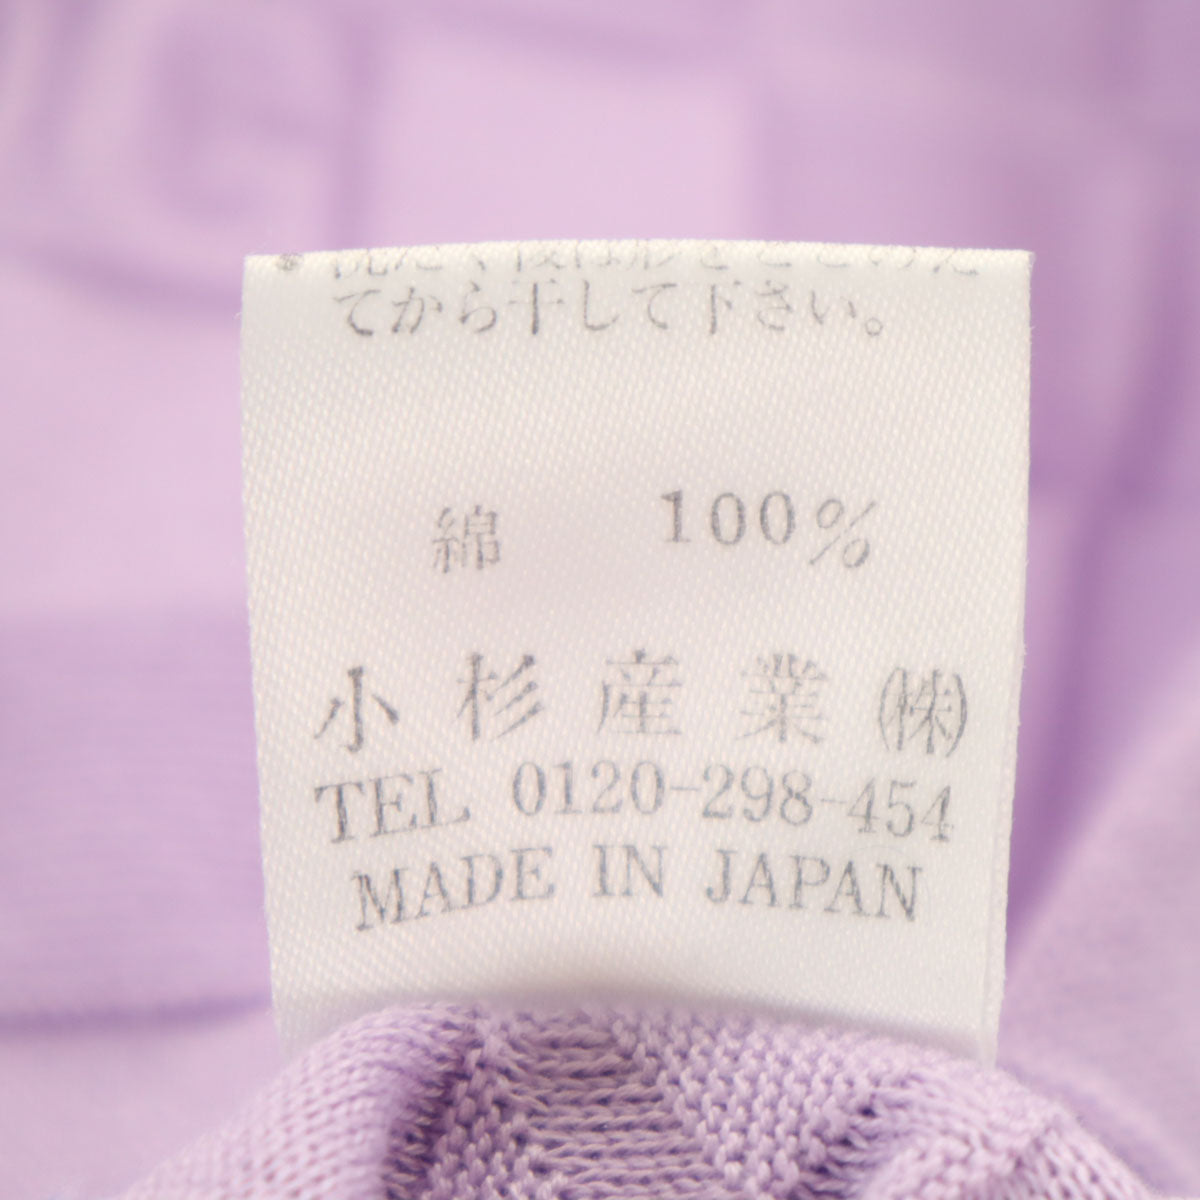 てから干して下さい。
綿 100%
小杉産業㈱
TEL 0120-298-454
MADE IN JAPAN